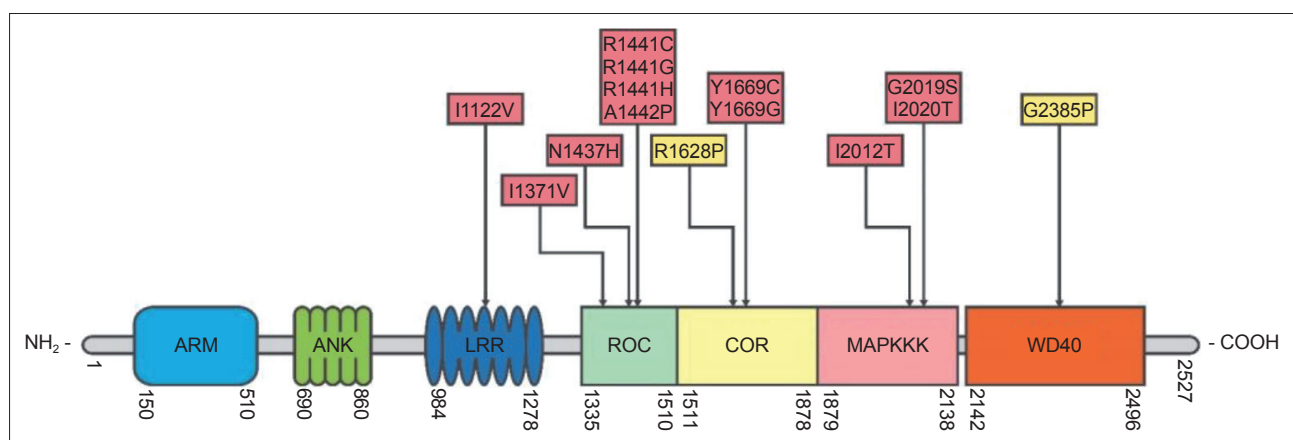 R1441C
R1441G
R1441H
A1442P
I1122V
Y1669C
Y1669G
G2019S
I2020T
G2385P
N1437H
R1628P
I2012T
I1371V
NH2 -
ARM
ANK
LRR
ROC
COR
MAPKKK
WD40
- COOH
1
150
510
690
860
984
1278
1335
1510
1511
1878
1879
2138
2142
2496
2527